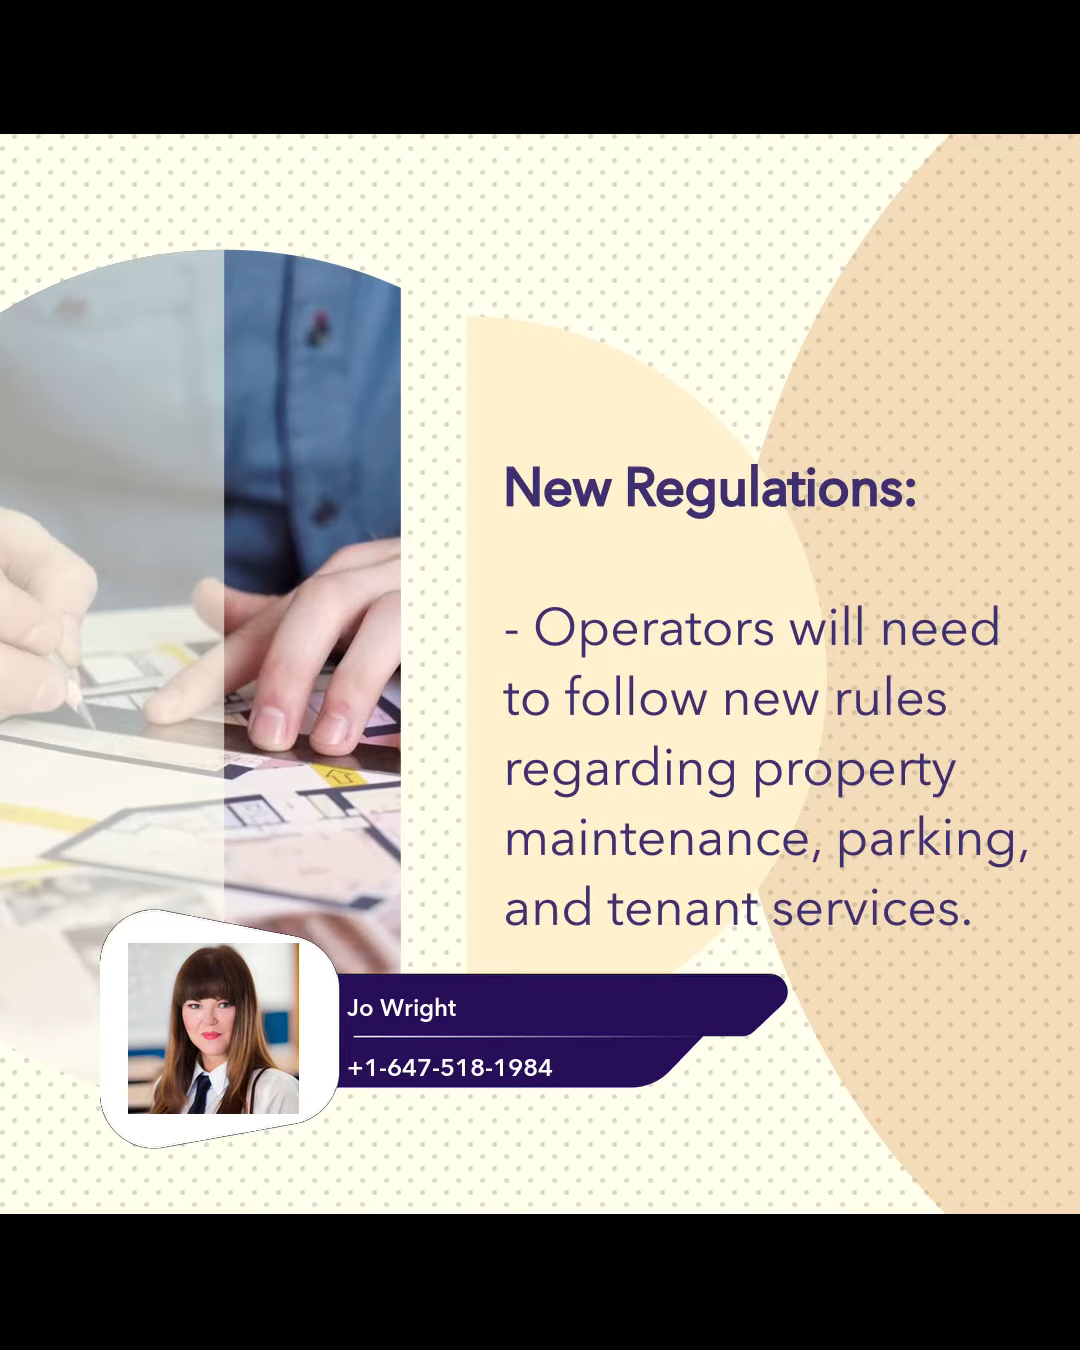 New Regulations:
- Operators will need
to follow new rules
regarding property
maintenance, parking,
and tenant services.
Jo Wright
+1-647-518-1984